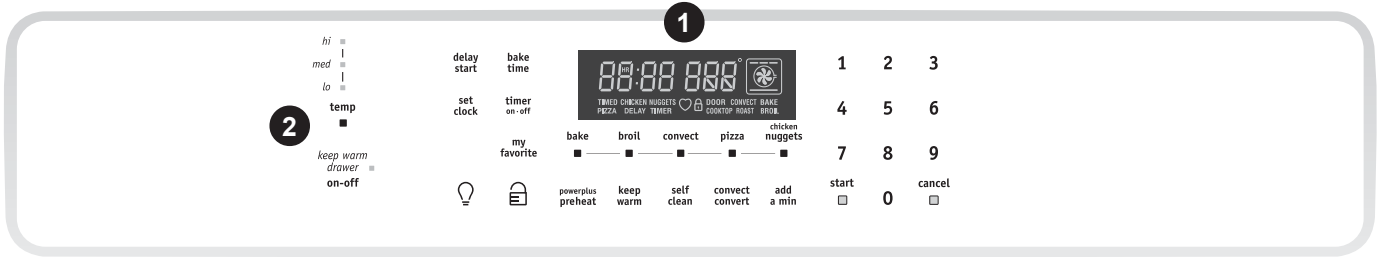 1
hi
med
lo
temp
2
keep warm
drawer
on-off
delay
start
bake
time
set
clock
timer
on·off
my
favorite
88:88 888°
HR
TIMED CHICKEN NUGGETS DOOR CONVECT BAKE
PIZZA DELAY TIMER COOKTOP ROAST BROIL
bake broil convect pizza chicken
nuggets
powerplus
preheat
keep
warm
self
clean
convect
convert
add
a min
1 2 3
4 5 6
7 8 9
start 0 cancel